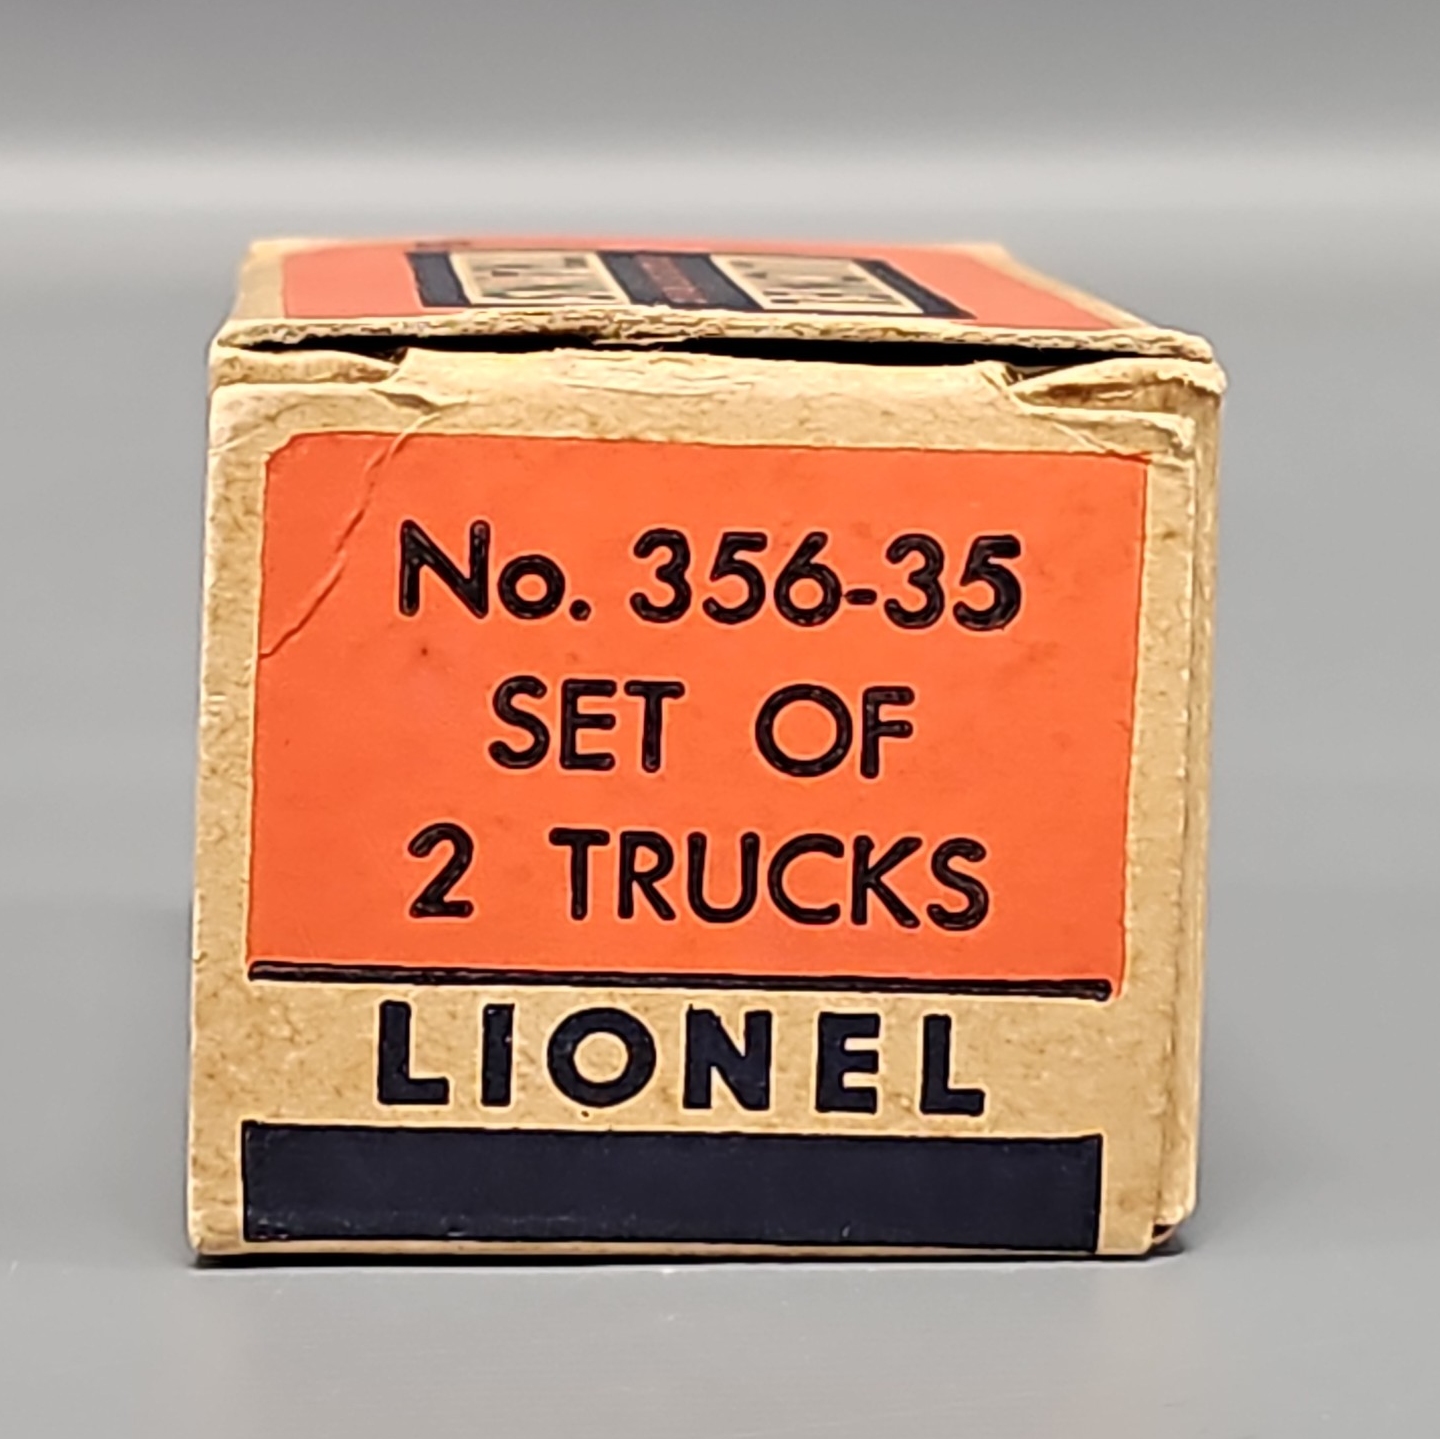 No. 356-35
SET OF
2 TRUCKS
LIONEL